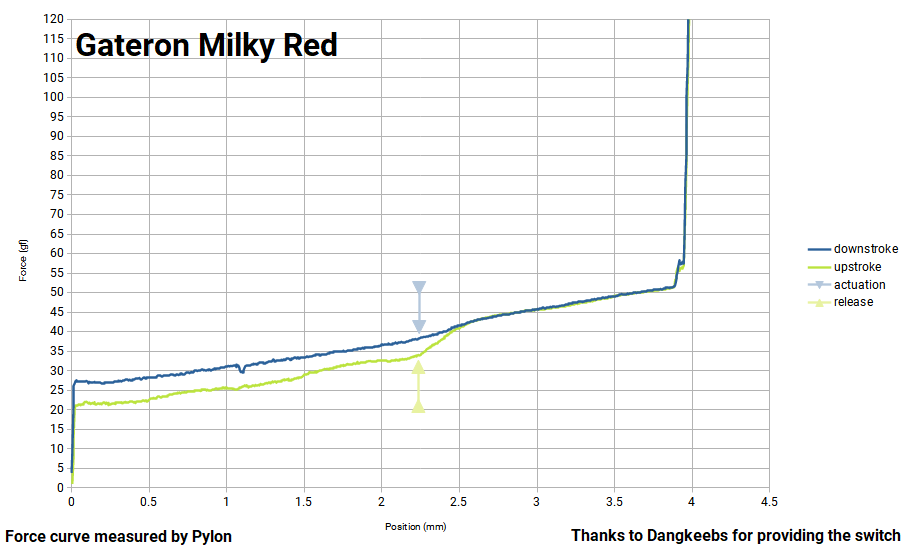 Gateron Milky Red
120
115
110
105
100
95
90
85
80
75
70
65
60
55
50
45
40
35
30
25
20
15
10
5
0
Force (gf)
0 0.5 1 1.5 2 2.5 3 3.5 4 4.5
Position (mm)
downstroke
upstroke
actuation
release
Force curve measured by Pylon
Thanks to Dangkeebs for providing the switch